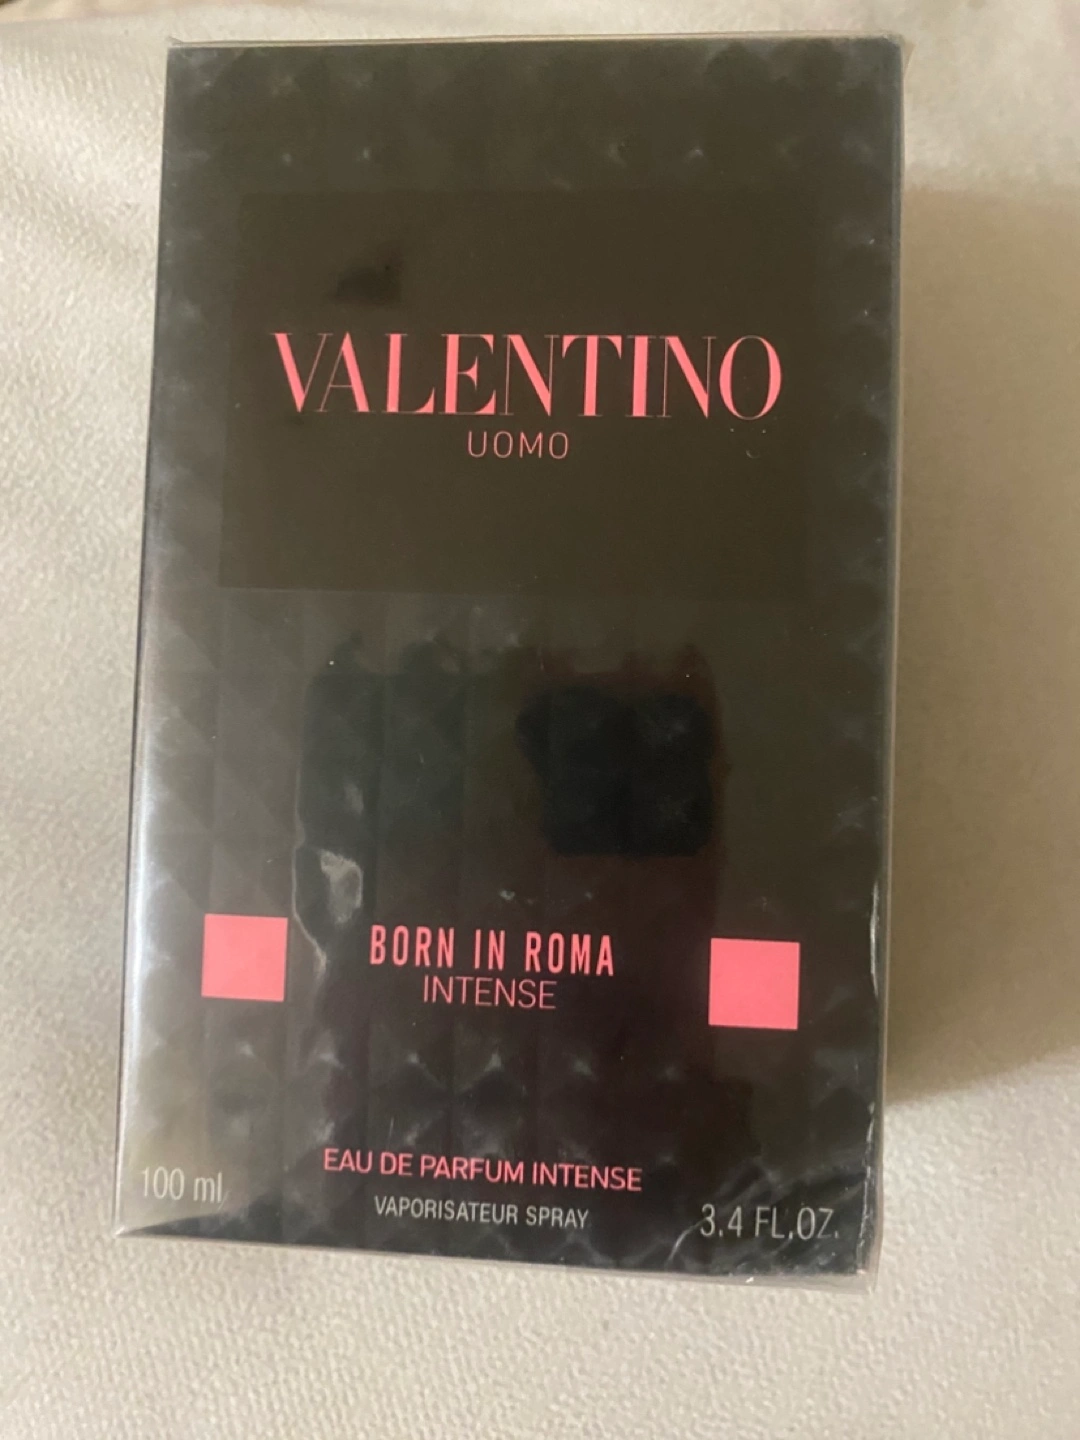 VALENTINO
UOMO
BORN IN ROMA
INTENSE
EAU DE PARFUM INTENSE
VAPORISATEUR SPRAY
100 ml
3.4 FL.OZ.